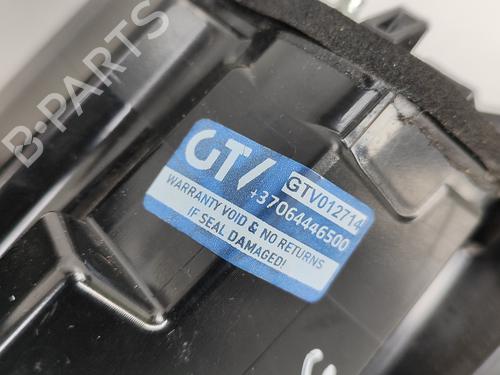 B-PARTS
GTV
GTV012714
+37064446500
WARRANTY VOID & NO RETURNS
IF SEAL DAMAGED!